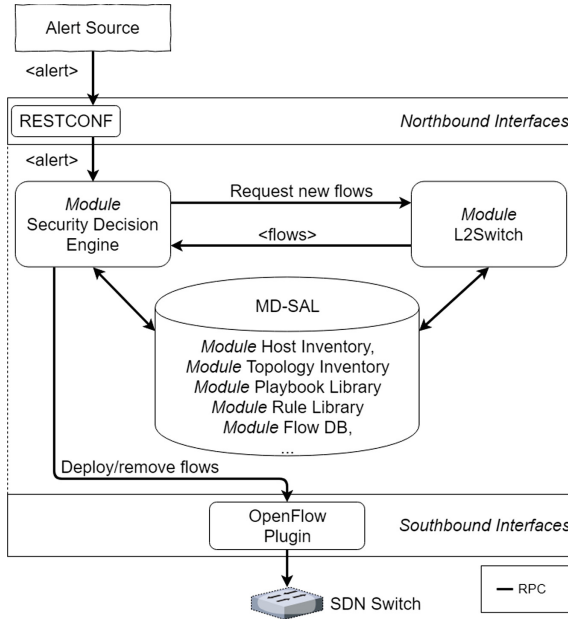 Alert Source
<alert>
RESTCONF
Northbound Interfaces
<alert>
Module
Security Decision
Engine
Request new flows
<flows>
Module
L2Switch
MD-SAL
Module Host Inventory,
Module Topology Inventory
Module Playbook Library
Module Rule Library
Module Flow DB,
...
Deploy/remove flows
OpenFlow
Plugin
Southbound Interfaces
SDN Switch
RPC